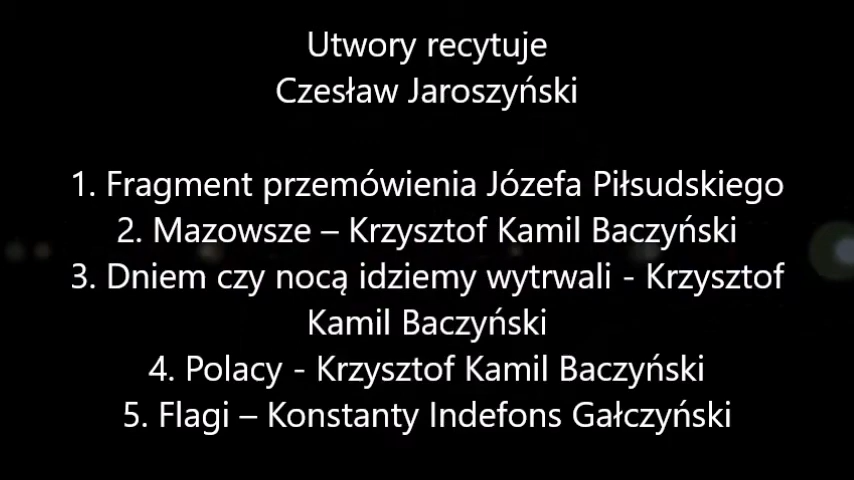 Utwory recytuje
Czesław Jaroszyński
1. Fragment przemówienia Józefa Piłsudskiego
2. Mazowsze – Krzysztof Kamil Baczyński
3. Dniem czy nocą idziemy wytrwali - Krzysztof
Kamil Baczyński
4. Polacy - Krzysztof Kamil Baczyński
5. Flagi – Konstanty Indefons Gałczyński